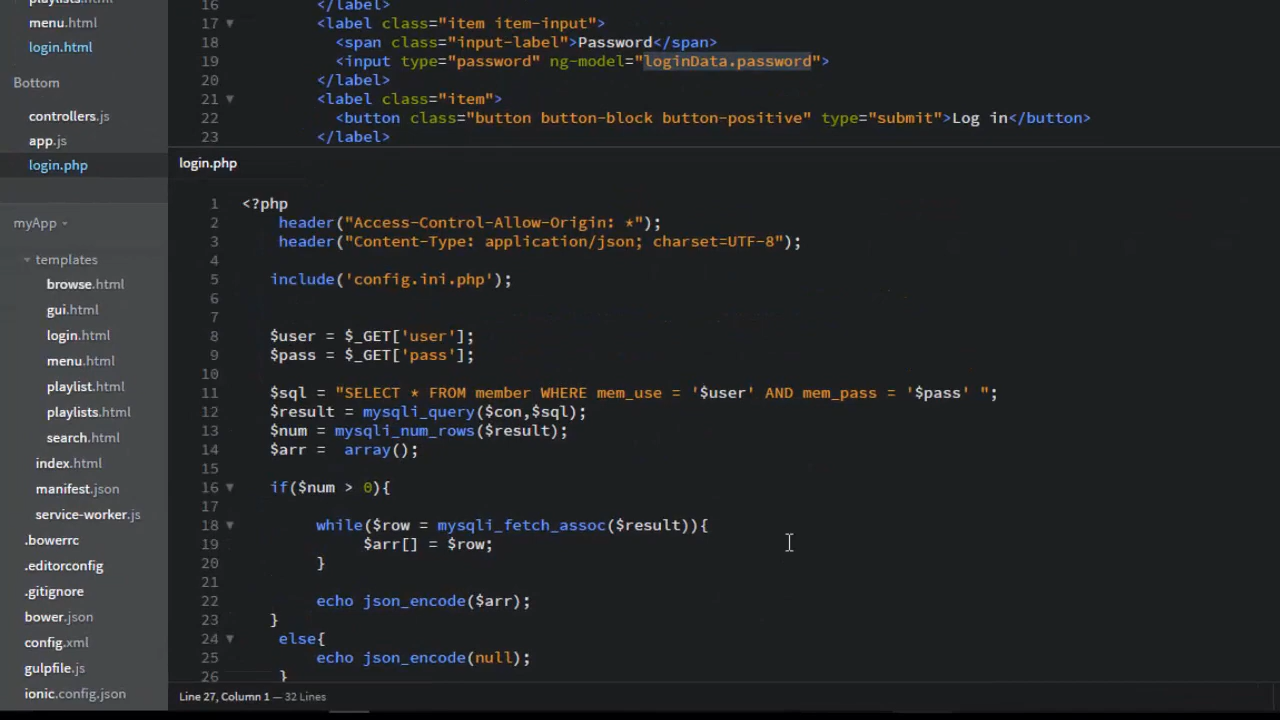 playlists.html
menu.html
login.html
Bottom
controllers.js
app.js
login.php
myApp
templates
browse.html
gui.html
login.html
menu.html
playlist.html
playlists.html
search.html
index.html
manifest.json
service-worker.js
.bowerrc
.editorconfig
.gitignore
bower.json
config.xml
gulpfile.js
ionic.config.json
16 </label>
17 <label class="item item-input">
18 <span class="input-label">Password</span>
19 <input type="password" ng-model="loginData.password">
20 </label>
21 <label class="item">
22 <button class="button button-block button-positive" type="submit">Log in</button>
23 </label>
login.php
1 <?php
2 header("Access-Control-Allow-Origin: *");
3 header("Content-Type: application/json; charset=UTF-8");
4
5 include('config.ini.php');
6
7
8 $user = $_GET['user'];
9 $pass = $_GET['pass'];
10
11 $sql = "SELECT * FROM member WHERE mem_use = '$user' AND mem_pass = '$pass' ";
12 $result = mysqli_query($con,$sql);
13 $num = mysqli_num_rows($result);
14 $arr =  array();
15
16 if($num > 0){
17
18 while($row = mysqli_fetch_assoc($result)){
19 $arr[] = $row;
20 }
21
22 echo json_encode($arr);
23 }
24 else{
25 echo json_encode(null);
26 }
Line 27, Column 1 — 32 Lines